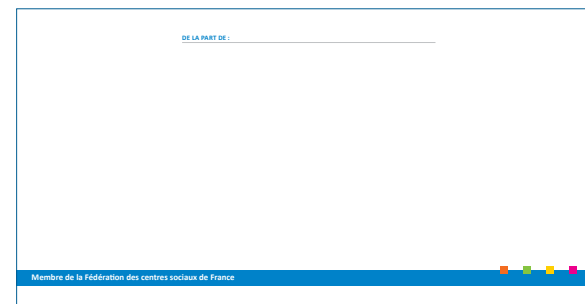 DE LA PART DE :
Membre de la Fédération des centres sociaux de France